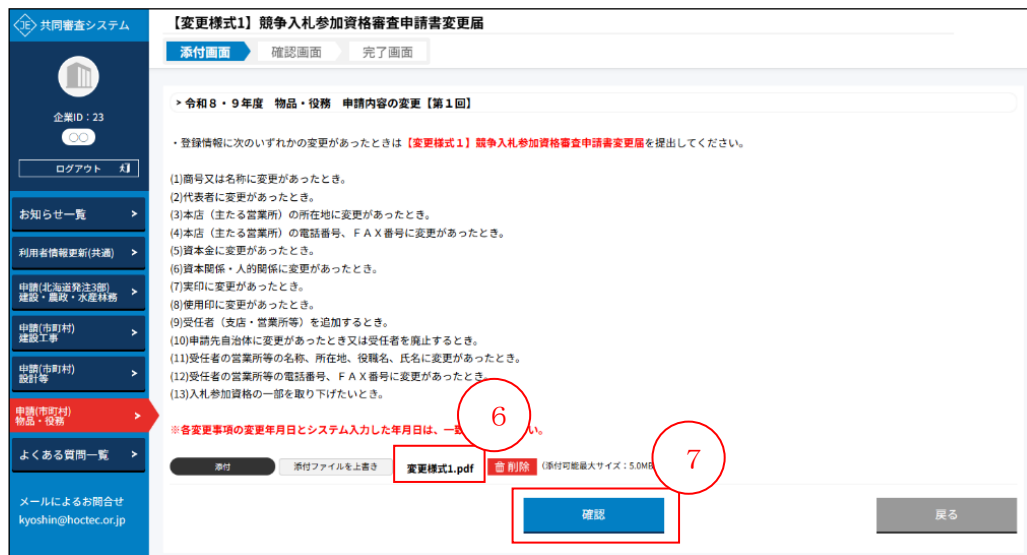 JE 共同審査システム
企業ID：23
○○
ログアウト
お知らせ一覧 >
利用者情報更新(共通) >
申請(北海道発注3部)
建設・農政・水産林務 >
申請(市町村)
建設工事 >
申請(市町村)
設計等 >
申請(市町村)
物品・役務 >
よくある質問一覧 >
メールによるお問合せ
kyoshin@hoctec.or.jp
【変更様式1】競争入札参加資格審査申請書変更届
添付画面 確認画面 完了画面
> 令和８・９年度　物品・役務　申請内容の変更【第１回】
・登録情報に次のいずれかの変更があったときは【変更様式１】競争入札参加資格審査申請書変更届を提出してください。
(1)商号又は名称に変更があったとき。
(2)代表者に変更があったとき。
(3)本店（主たる営業所）の所在地に変更があったとき。
(4)本店（主たる営業所）の電話番号、ＦＡＸ番号に変更があったとき。
(5)資本金に変更があったとき。
(6)資本関係・人的関係に変更があったとき。
(7)実印に変更があったとき。
(8)使用印に変更があったとき。
(9)受任者（支店・営業所等）を追加するとき。
(10)申請先自治体に変更があったとき又は受任者を廃止するとき。
(11)受任者の営業所等の名称、所在地、役職名、氏名に変更があったとき。
(12)受任者の営業所等の電話番号、ＦＡＸ番号に変更があったとき。
(13)入札参加資格の一部を取り下げたいとき。
※各変更事項の変更年月日とシステム入力した年月日は、一致 い。
6
添付 添付ファイルを上書き 変更様式1.pdf 削除 (添付可能最大サイズ：5.0MB
7
確認 戻る